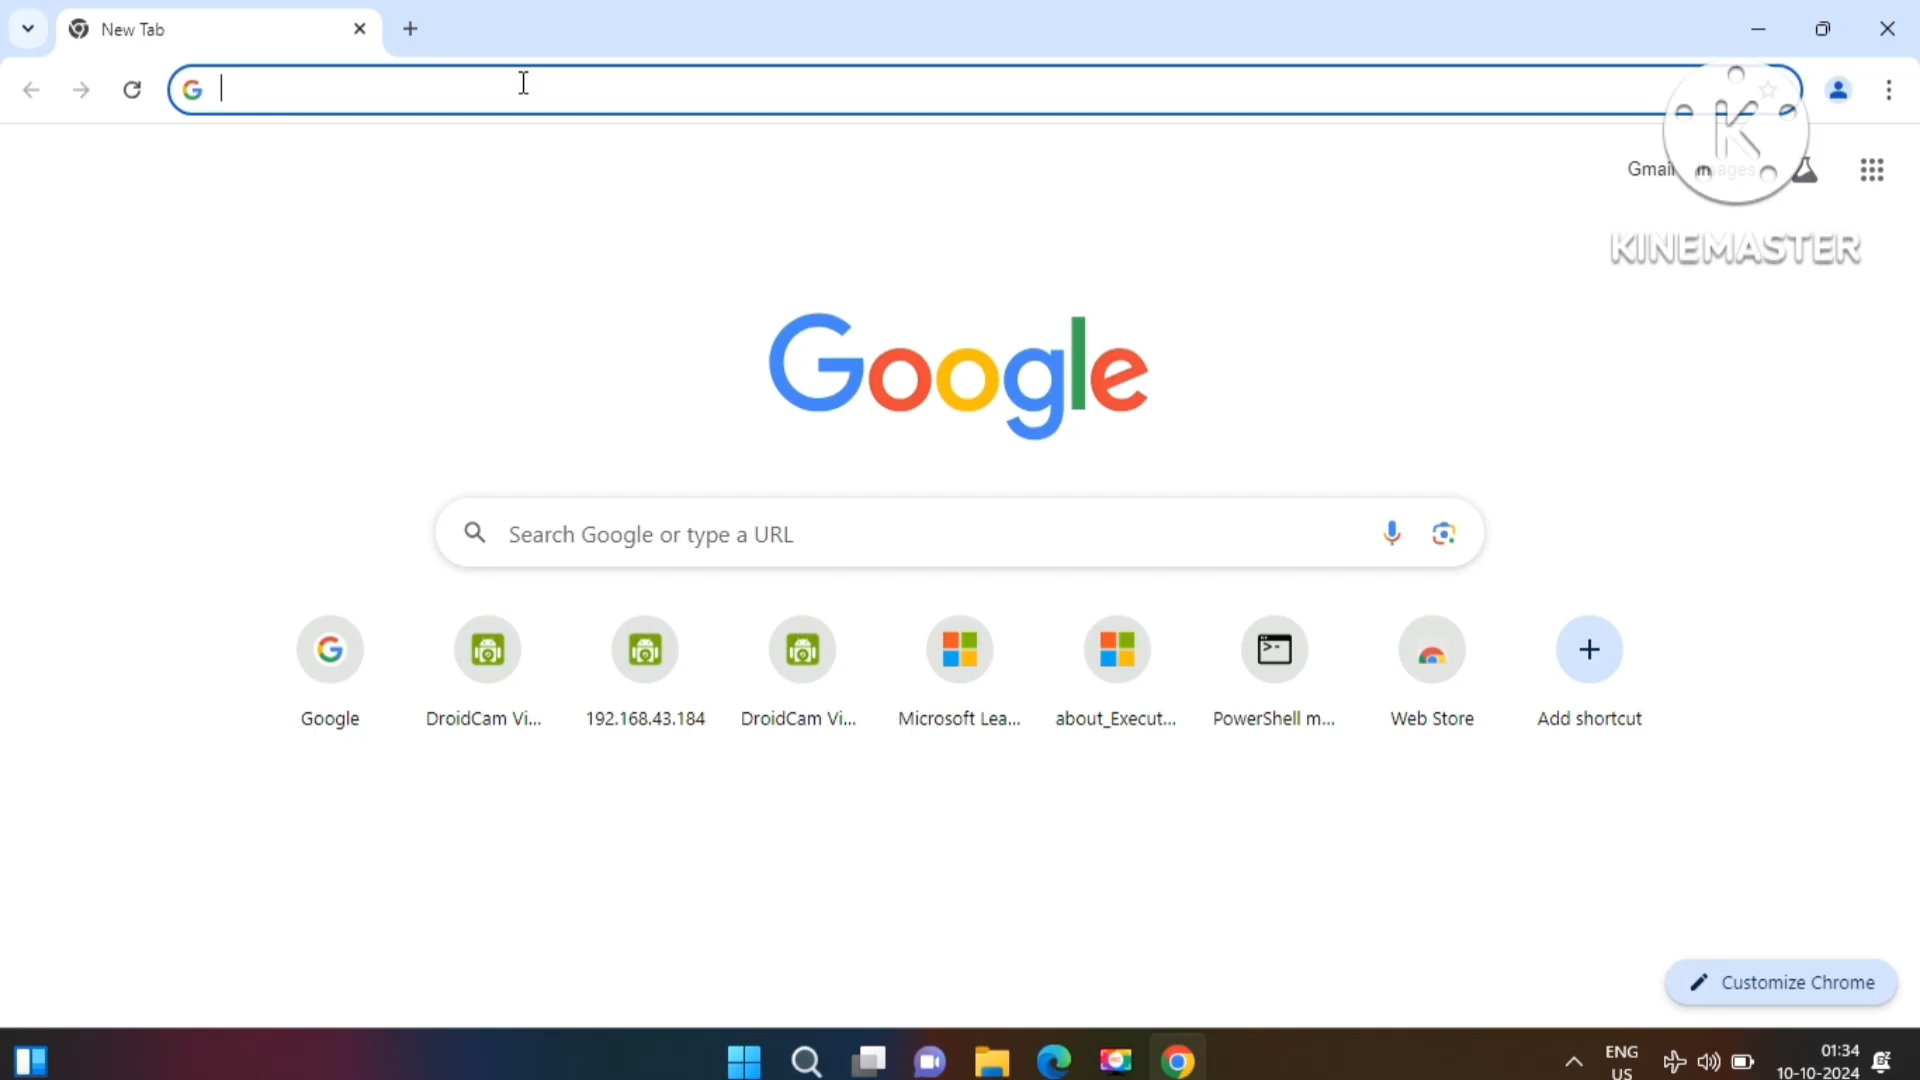 New Tab
Gmail
K
KINEMASTER
Google
Search Google or type a URL
Google
DroidCam Vi...
192.168.43.184
DroidCam Vi...
Microsoft Lea...
about_Execut...
PowerShell m...
Web Store
Add shortcut
Customize Chrome
ENG
US
01:34
10-10-2024